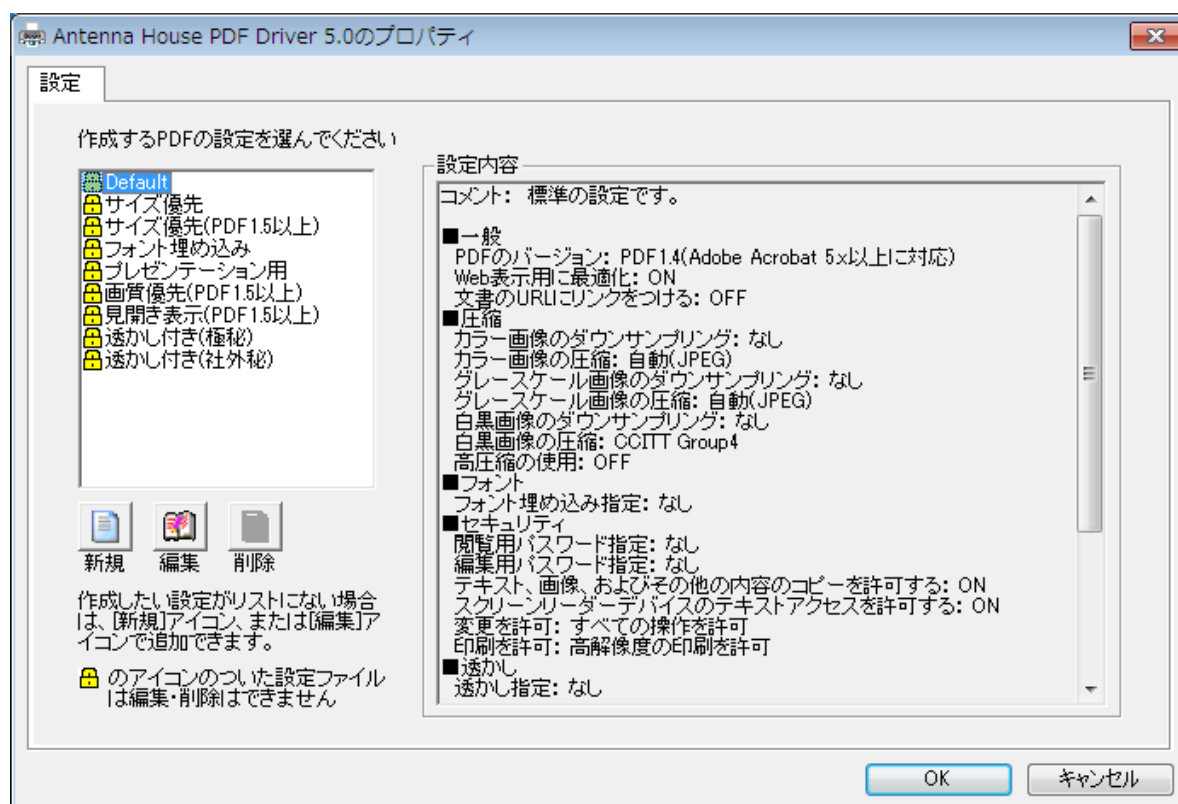 Antenna House PDF Driver 5.0のプロパティ
設定
作成するPDFの設定を選んでください
Default
サイズ優先
サイズ優先(PDF1.5以上)
フォント埋め込み
プレゼンテーション用
画質優先(PDF1.5以上)
見開き表示(PDF1.5以上)
透かし付き(極秘)
透かし付き(社外秘)
新規
編集
削除
作成したい設定がリストにない場合
は、[新規]アイコン、または[編集]ア
イコンで追加できます。
のアイコンのついた設定ファイル
は編集・削除はできません
設定内容
コメント: 標準の設定です。
■一般
PDFのバージョン: PDF1.4(Adobe Acrobat 5.x以上に対応)
Web表示用に最適化: ON
文書のURLにリンクをつける: OFF
■圧縮
カラー画像のダウンサンプリング: なし
カラー画像の圧縮: 自動(JPEG)
グレースケール画像のダウンサンプリング: なし
グレースケール画像の圧縮: 自動(JPEG)
白黒画像のダウンサンプリング: なし
白黒画像の圧縮: CCITT Group4
高圧縮の使用: OFF
■フォント
フォント埋め込み指定: なし
■セキュリティ
閲覧用パスワード指定: なし
編集用パスワード指定: なし
テキスト、画像、およびその他の内容のコピーを許可する: ON
スクリーンリーダーデバイスのテキストアクセスを許可する: ON
変更を許可: すべての操作を許可
印刷を許可: 高解像度の印刷を許可
■透かし
透かし指定: なし
OK
キャンセル